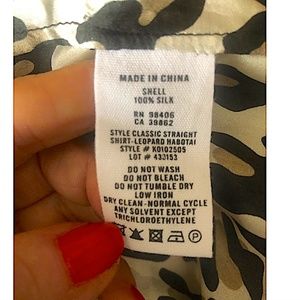 MADE IN CHINA
SHELL
100% SILK
RN 98406
CA 39862
STYLE CLASSIC STRAIGHT
SHIRT-LEOPARD HABOTAI
STYLE # K0102505
LOT # 433153
DO NOT WASH
DO NOT BLEACH
DO NOT TUMBLE DRY
LOW IRON
DRY CLEAN-NORMAL CYCLE
ANY SOLVENT EXCEPT
TRICHLOROETHYLENE
P